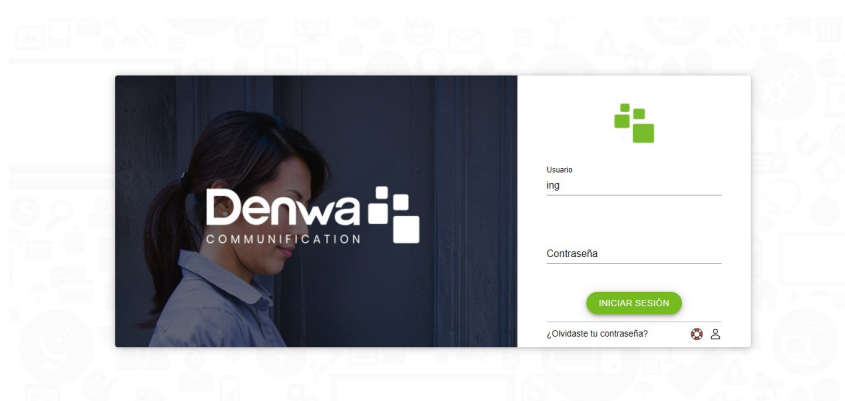 Denwa
COMMUNIFICATION
Usuario
ing
Contraseña
INICIAR SESIÓN
¿Olvidaste tu contraseña?